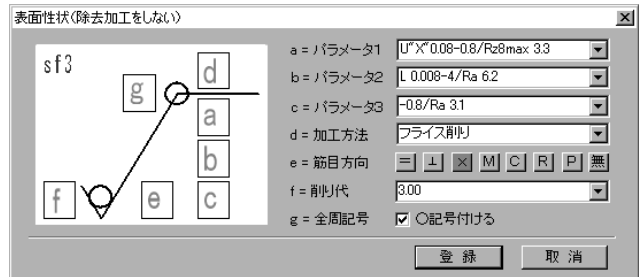 表面性状(除去加工をしない)
sf3
g
d
a
b
f
e
c
a = パラメータ1 U"X"0.08-0.8/Rz8max 3.3
b = パラメータ2 L 0.008-4/Ra 6.2
c = パラメータ3 -0.8/Ra 3.1
d = 加工方法 フライス削り
e = 筋目方向 = ⊥ X M C R P 無
f = 削り代 3.00
g = 全周記号 ○記号付ける
登 録 取 消